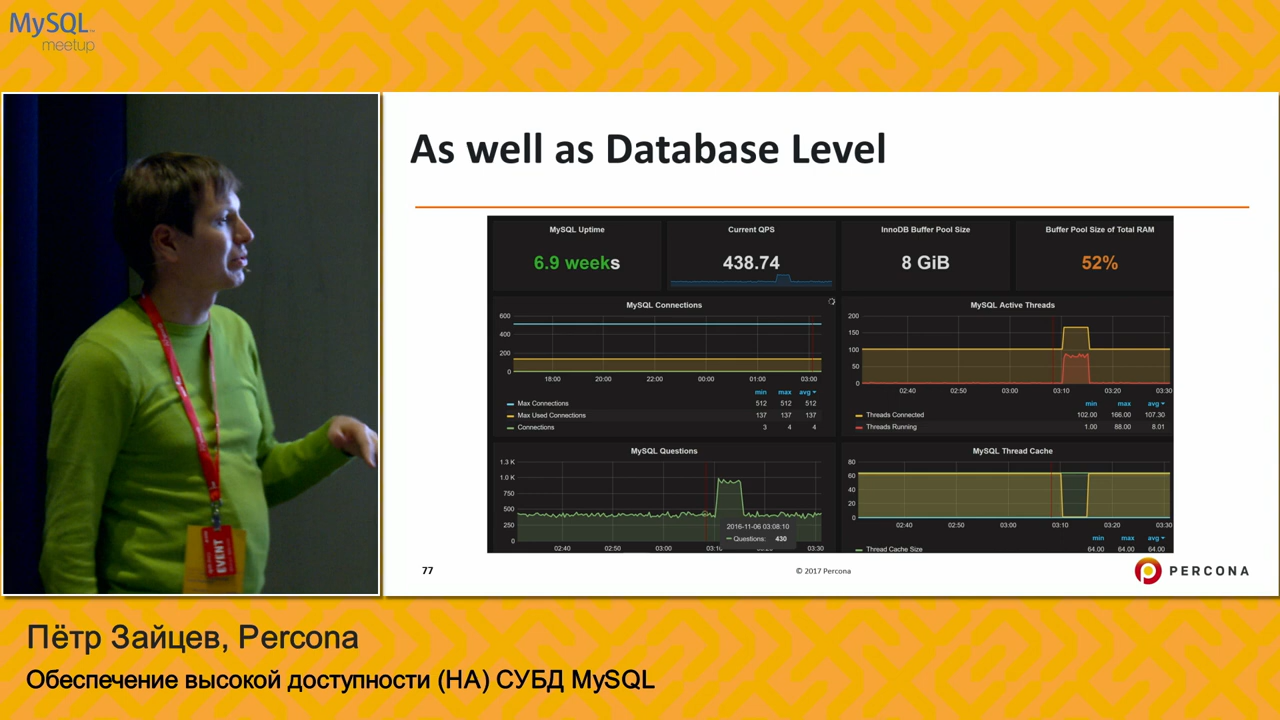 MySQL
meetup
As well as Database Level
MySQL Uptime
6.9 weeks
Current QPS
438.74
InnoDB Buffer Pool Size
8 GiB
Buffer Pool Size of Total RAM
52%
MySQL Connections
600
400
200
0
18:00 20:00 22:00 00:00 01:00 03:00
min max avg
Max Connections 512 512 512
Max Used Connections 137 137 137
Connections 3 4 4
MySQL Active Threads
200
150
100
50
0
02:40 02:50 03:00 03:10 03:20 03:30
min max avg
Threads Connected 102.00 166.00 107.30
Threads Running 1.00 88.00 8.01
MySQL Questions
1.3 K
1.0 K
750
500
250
0
02:40 02:50 03:00 03:10 03:30
2016-11-06 03:08:10
Questions: 430
MySQL Thread Cache
80
60
40
20
0
02:40 02:50 03:00 03:10 03:20 03:30
min max avg
Thread Cache Size 64.00 64.00 64.00
77
© 2017 Percona
PERCONA
EVENT
Пётр Зайцев, Percona
Обеспечение высокой доступности (HA) СУБД MySQL